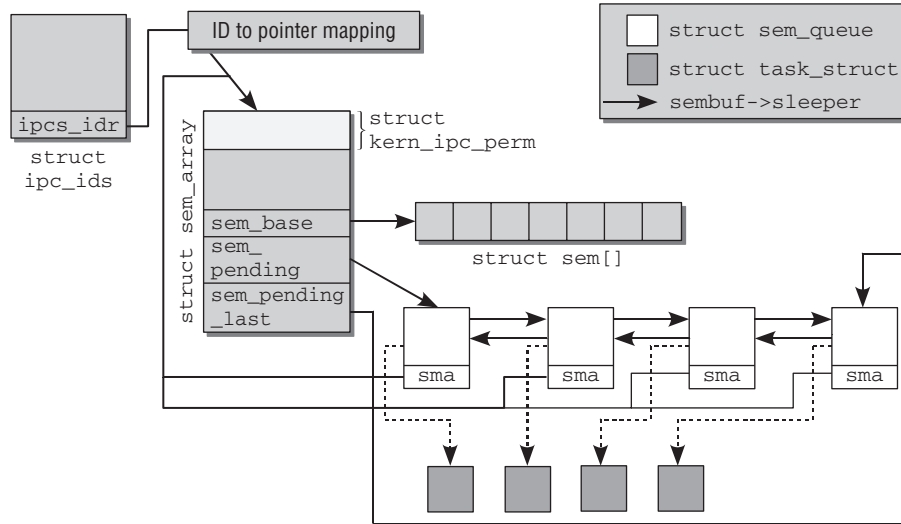 ID to pointer mapping
struct sem_queue
struct task_struct
sembuf->sleeper
ipcs_idr
struct
ipc_ids
struct
kern_ipc_perm
struct sem_array
sem_base
sem_
pending
sem_pending
_last
struct sem[]
sma
sma
sma
sma